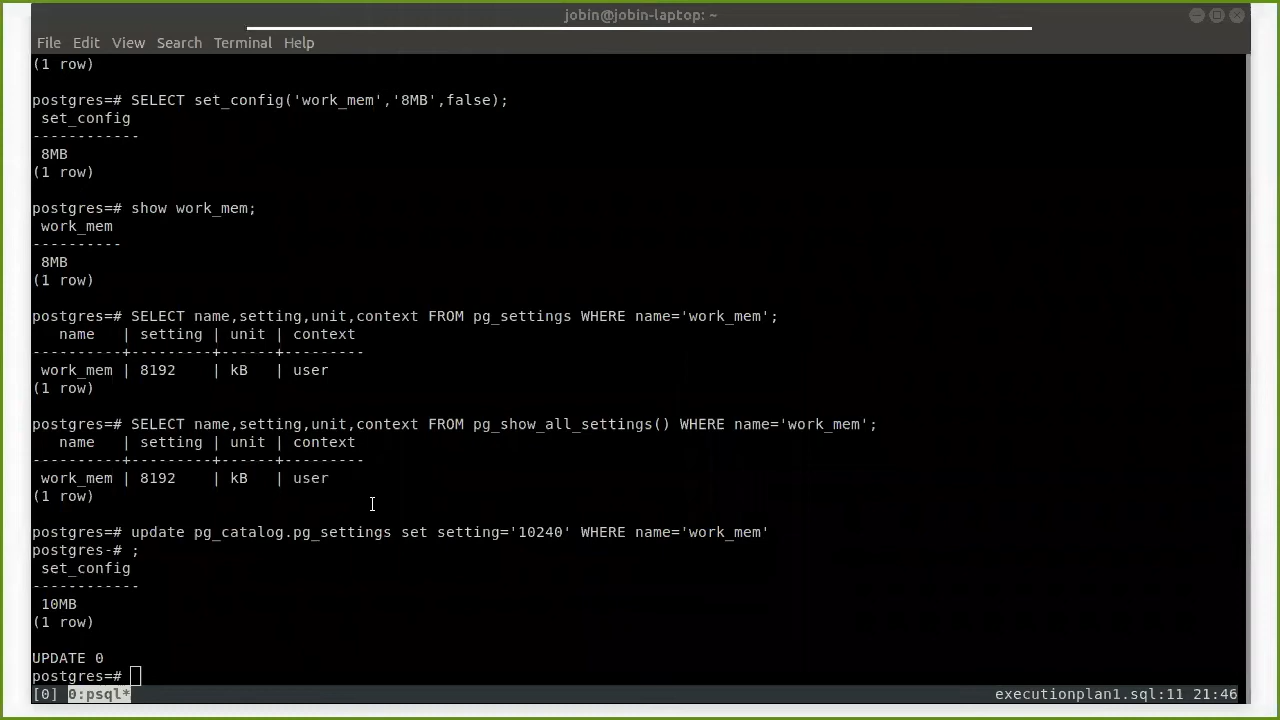 jobin@jobin-laptop: ~
File Edit View Search Terminal Help
(1 row)
postgres=# SELECT set_config('work_mem','8MB',false);
 set_config
------------
 8MB
(1 row)
postgres=# show work_mem;
 work_mem
----------
 8MB
(1 row)
postgres=# SELECT name,setting,unit,context FROM pg_settings WHERE name='work_mem';
   name   | setting | unit | context
----------+---------+------+---------
 work_mem | 8192    | kB   | user
(1 row)
postgres=# SELECT name,setting,unit,context FROM pg_show_all_settings() WHERE name='work_mem';
   name   | setting | unit | context
----------+---------+------+---------
 work_mem | 8192    | kB   | user
(1 row)
postgres=# update pg_catalog.pg_settings set setting='10240' WHERE name='work_mem'
postgres-# ;
 set_config
------------
 10MB
(1 row)
UPDATE 0
postgres=#
[0] 0:psql* executionplan1.sql:11 21:46